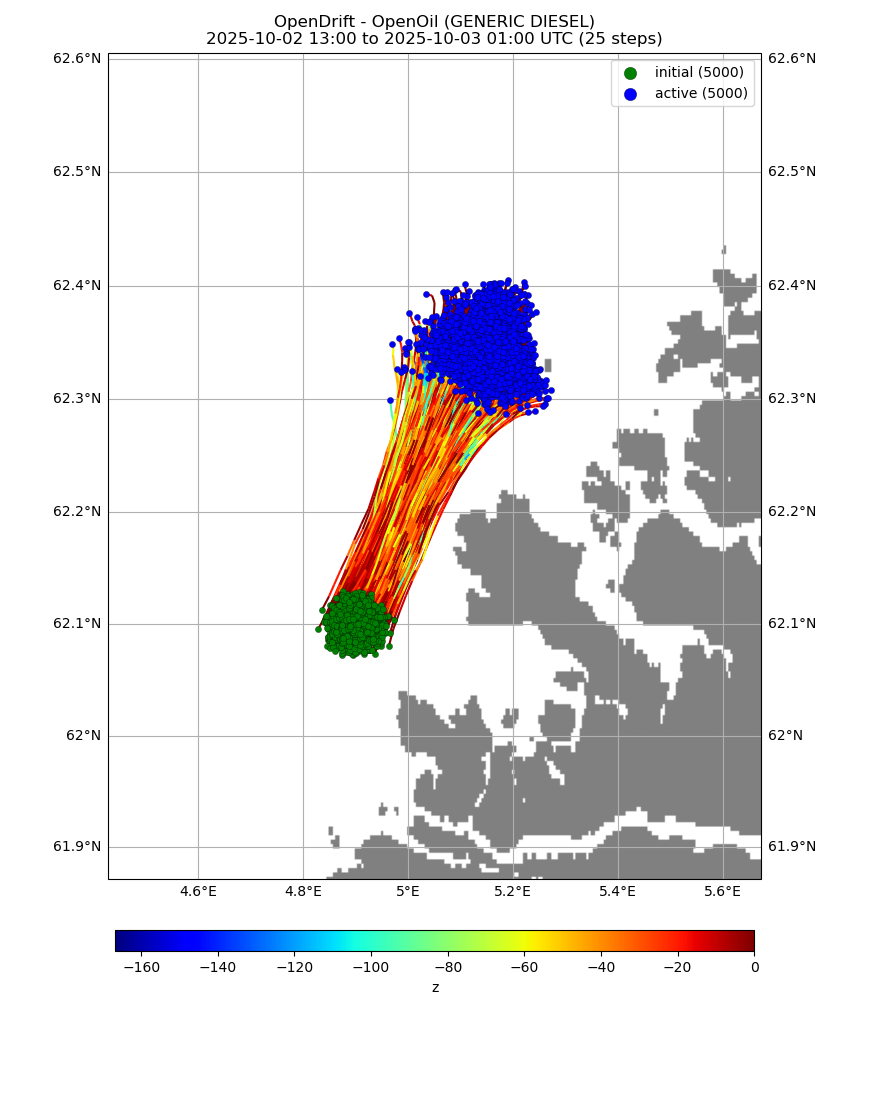 OpenDrift - OpenOil (GENERIC DIESEL)
2025-10-02 13:00 to 2025-10-03 01:00 UTC (25 steps)
62.6°N 62.6°N
initial (5000)
active (5000)
62.5°N 62.5°N
62.4°N 62.4°N
62.3°N 62.3°N
62.2°N 62.2°N
62.1°N 62.1°N
62°N 62°N
61.9°N 61.9°N
4.6°E 4.8°E 5°E 5.2°E 5.4°E 5.6°E
−160 −140 −120 −100 −80 −60 −40 −20 0
z